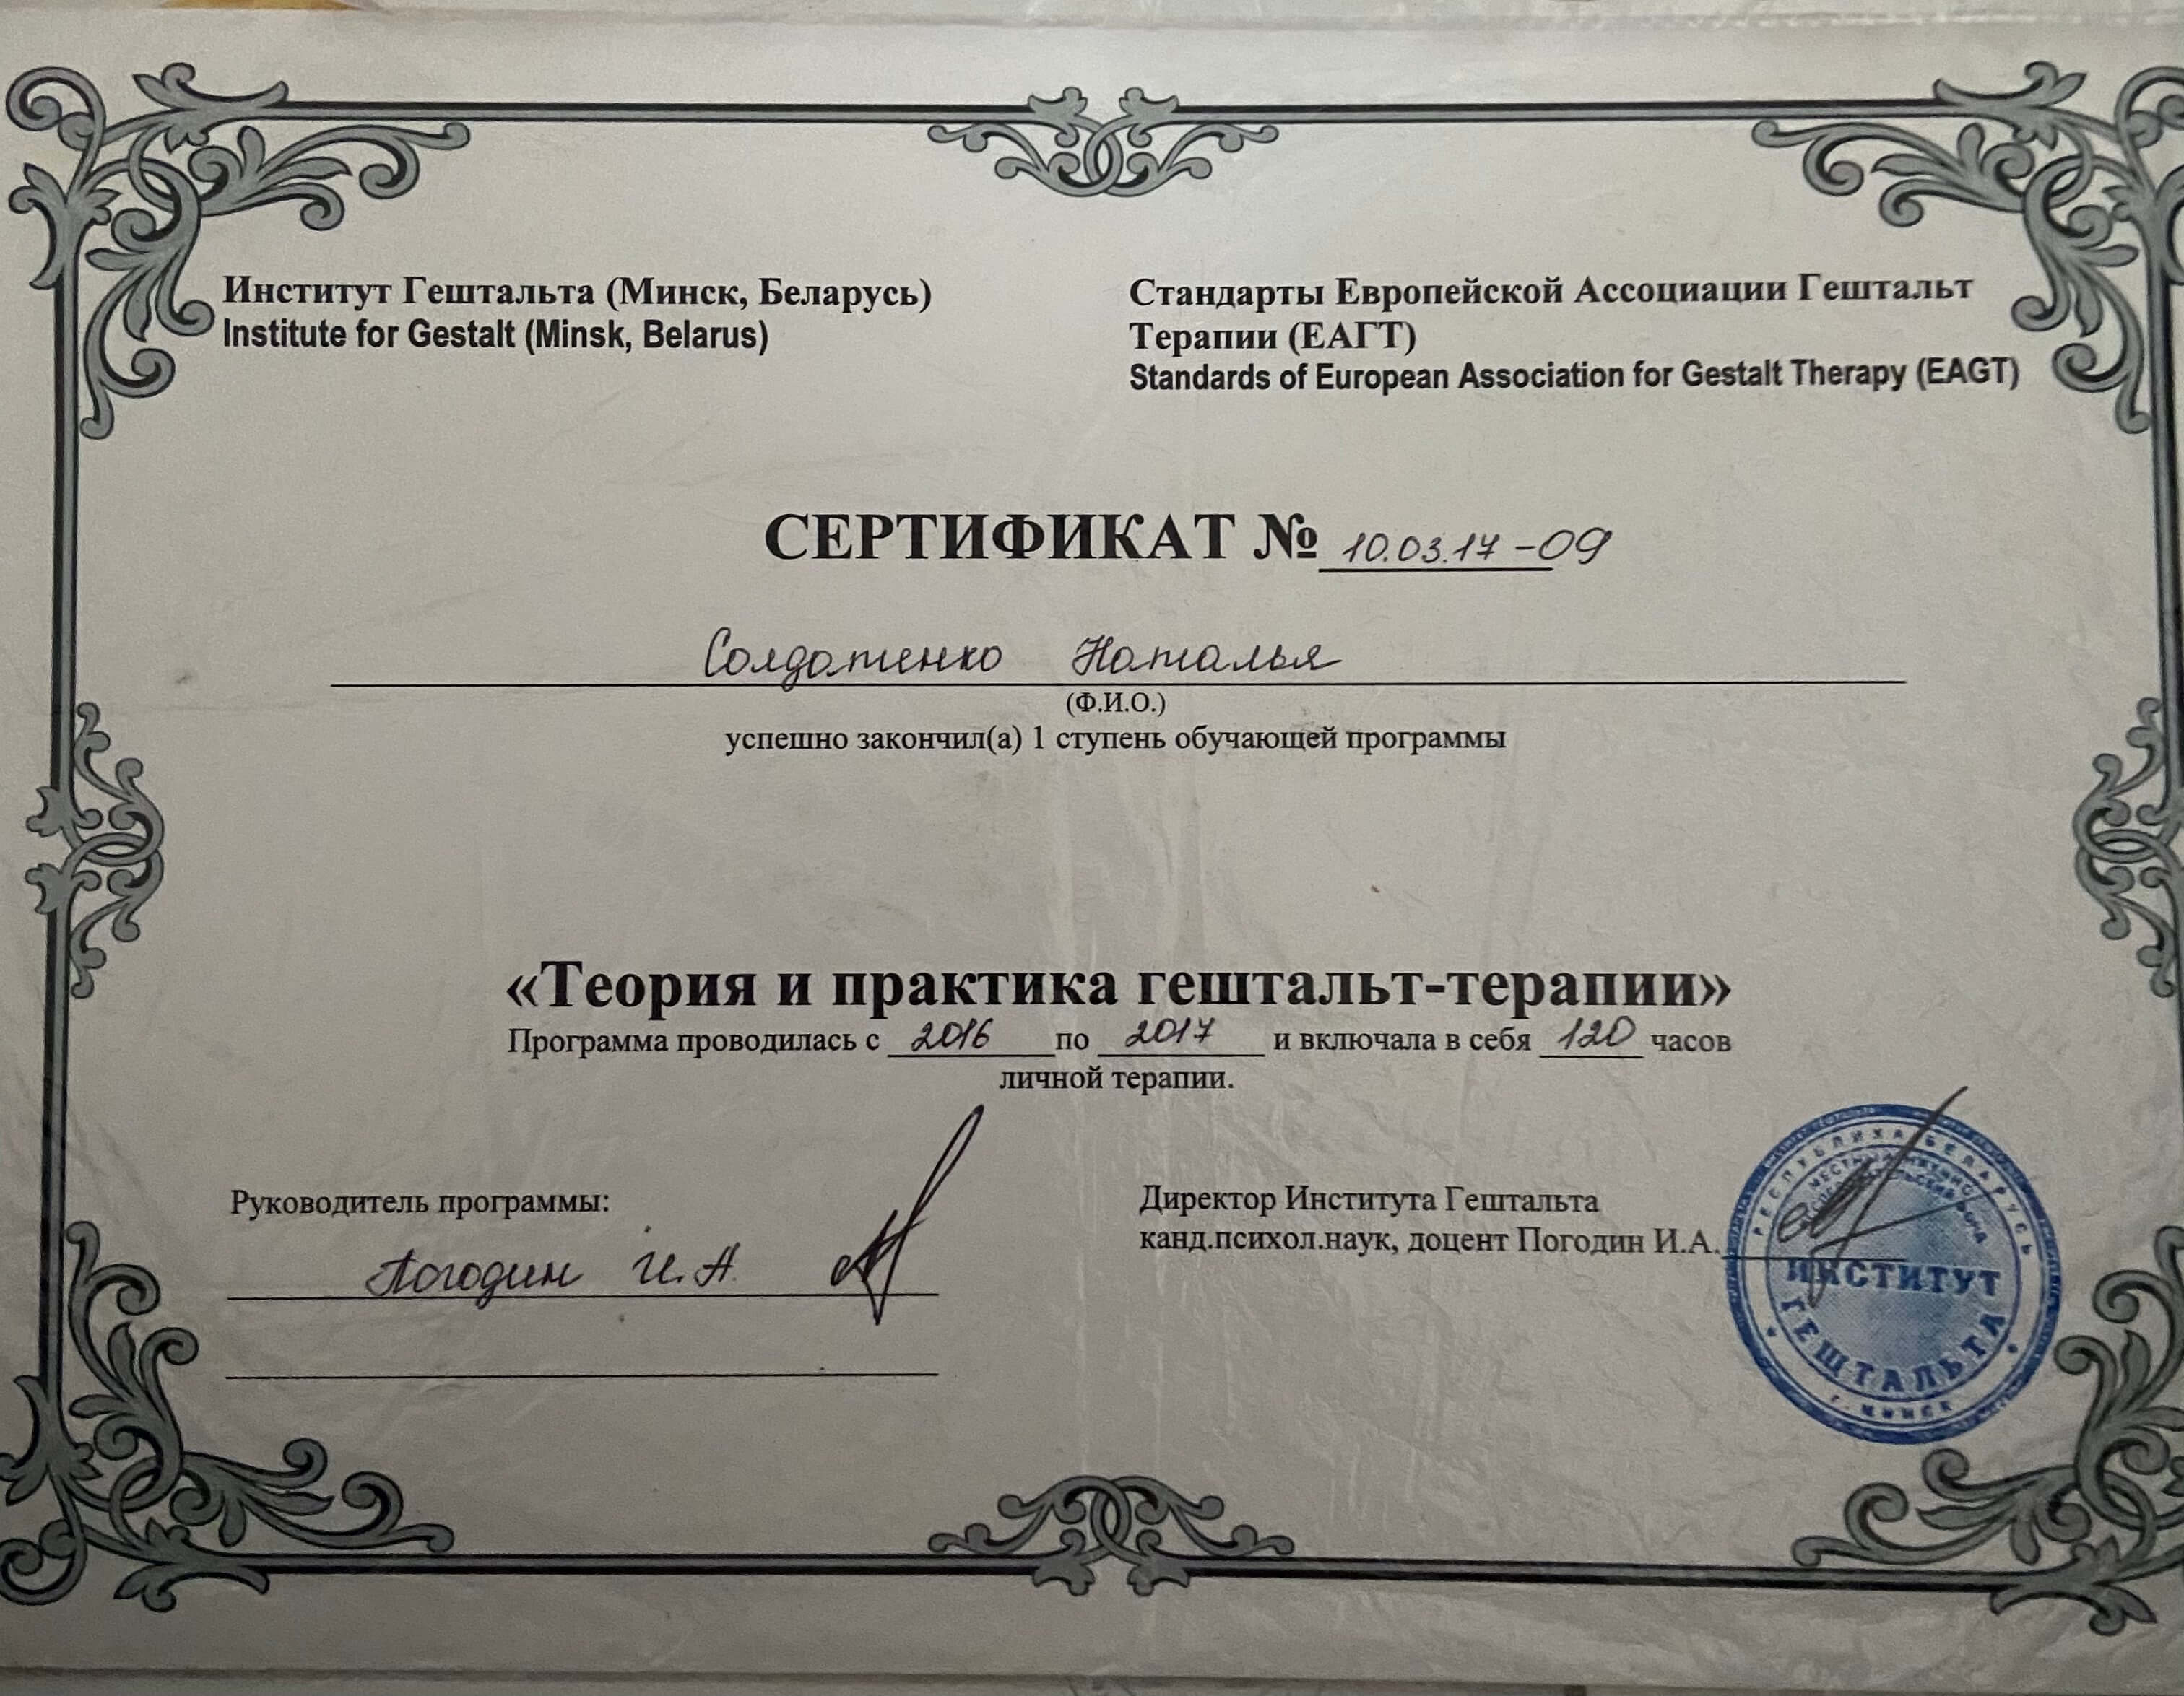 Институт Гештальта (Минск, Беларусь)
Institute for Gestalt (Minsk, Belarus)
Стандарты Европейской Ассоциации Гештальт
Терапии (ЕАГТ)
Standards of European Association for Gestalt Therapy (EAGT)
СЕРТИФИКАТ № 10.03.17-09
Солдатенко Наталья
(Ф.И.О.)
успешно закончил(а) 1 ступень обучающей программы
«Теория и практика гештальт-терапии»
Программа проводилась с 2016 по 2017 и включала в себя 120 часов
личной терапии.
Руководитель программы:
Погодин И.А.
Директор Института Гештальта
канд.психол.наук, доцент Погодин И.А.
РЕСПУБЛИКА БЕЛАРУСЬ
ИНСТИТУТ
ГЕШТАЛЬТА
г. МИНСК